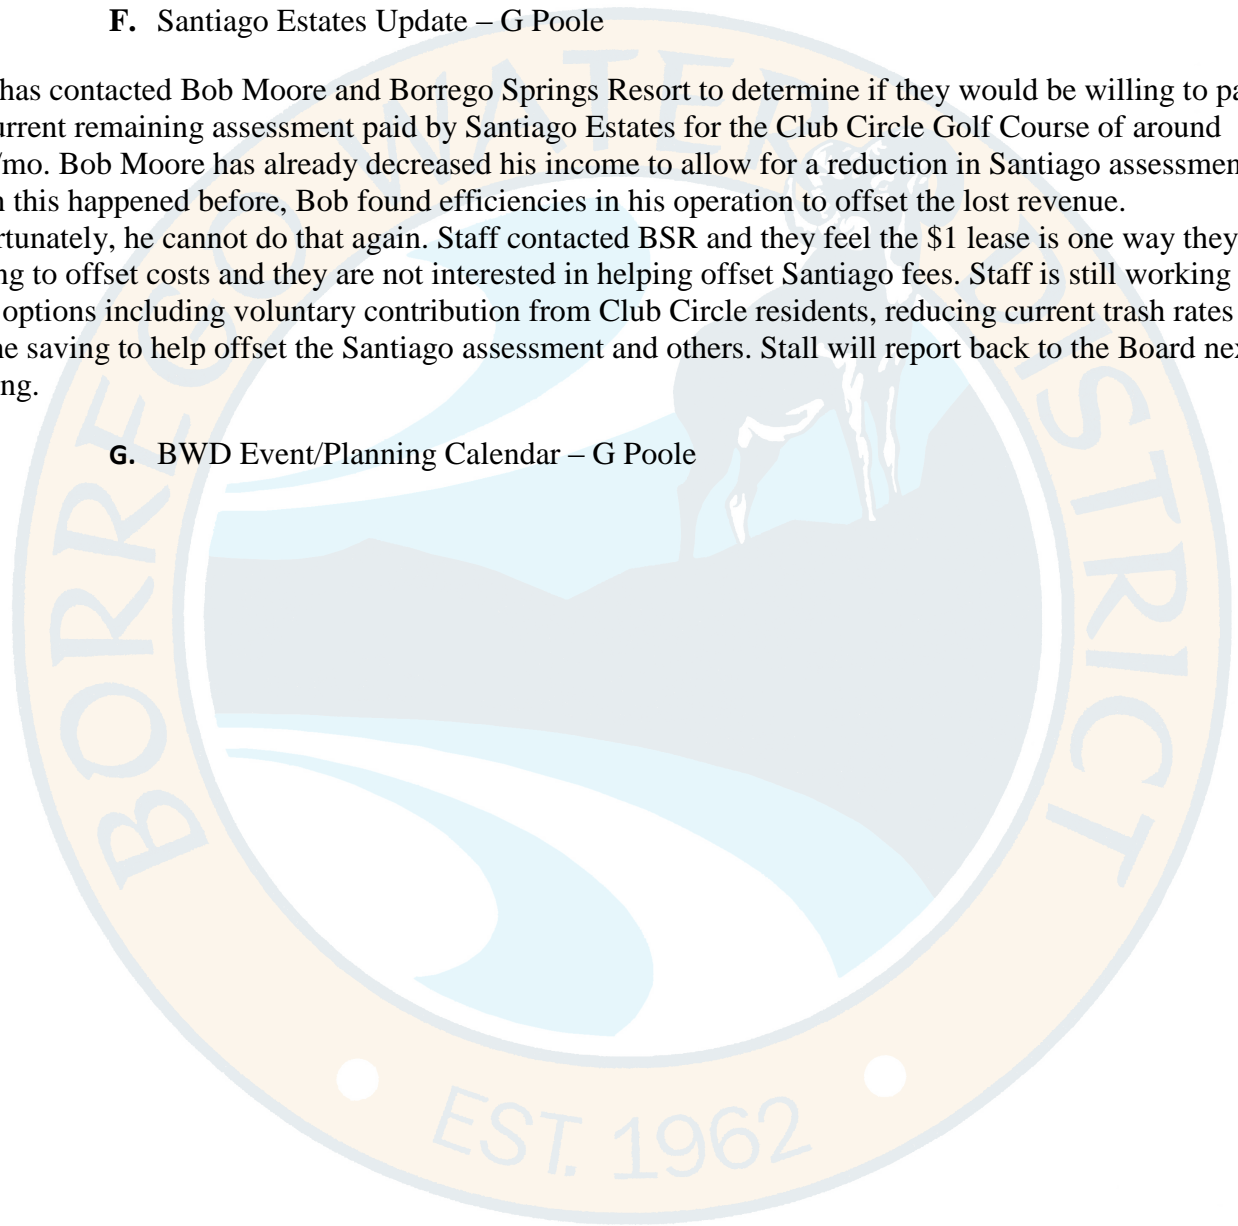 F. Santiago Estates Update – G Poole
has contacted Bob Moore and Borrego Springs Resort to determine if they would be willing to pa
urrent remaining assessment paid by Santiago Estates for the Club Circle Golf Course of around
/mo. Bob Moore has already decreased his income to allow for a reduction in Santiago assessmen
n this happened before, Bob found efficiencies in his operation to offset the lost revenue.
rtunately, he cannot do that again. Staff contacted BSR and they feel the $1 lease is one way they
ng to offset costs and they are not interested in helping offset Santiago fees. Staff is still working
options including voluntary contribution from Club Circle residents, reducing current trash rates
ne saving to help offset the Santiago assessment and others. Stall will report back to the Board nex
ng.
G. BWD Event/Planning Calendar – G Poole
BORREGO WATER DISTRICT
EST. 1962